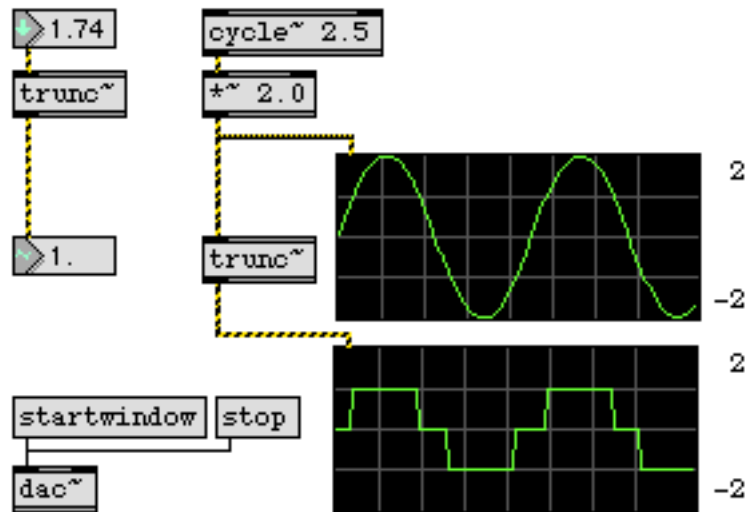 1.74
cycle~ 2.5
trunc~
*~ 2.0
2
1.
trunc~
-2
2
startwindow
stop
-2
dac~